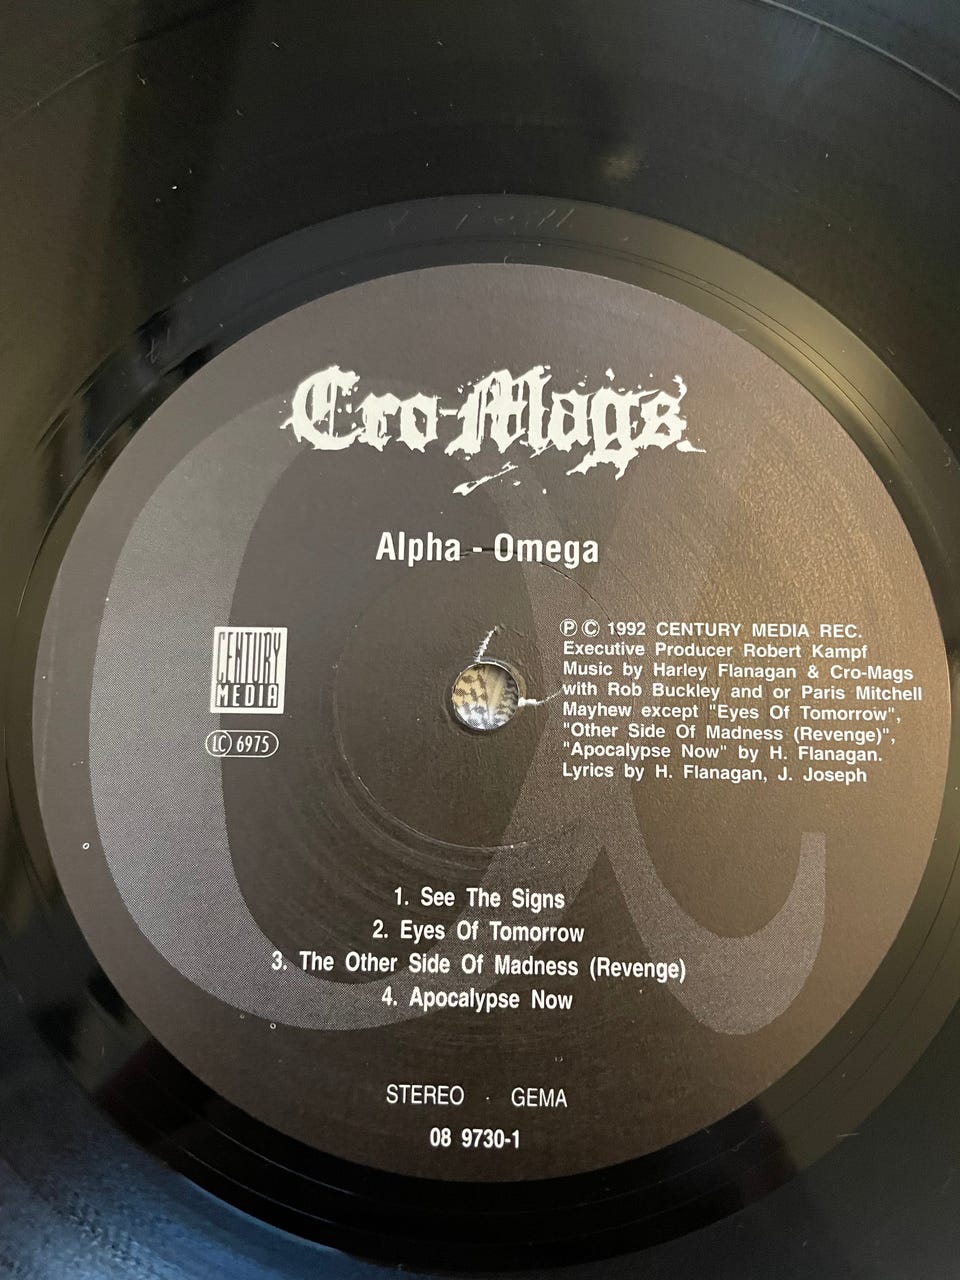 Cro-Mags
Alpha - Omega
CENTURY
MEDIA
LC 6975
Ⓟ© 1992 CENTURY MEDIA REC.
Executive Producer Robert Kampf
Music by Harley Flanagan & Cro-Mags
with Rob Buckley and or Paris Mitchell
Mayhew except "Eyes Of Tomorrow",
"Other Side Of Madness (Revenge)",
"Apocalypse Now" by H. Flanagan.
Lyrics by H. Flanagan, J. Joseph
1. See The Signs
2. Eyes Of Tomorrow
3. The Other Side Of Madness (Revenge)
4. Apocalypse Now
STEREO · GEMA
08 9730-1